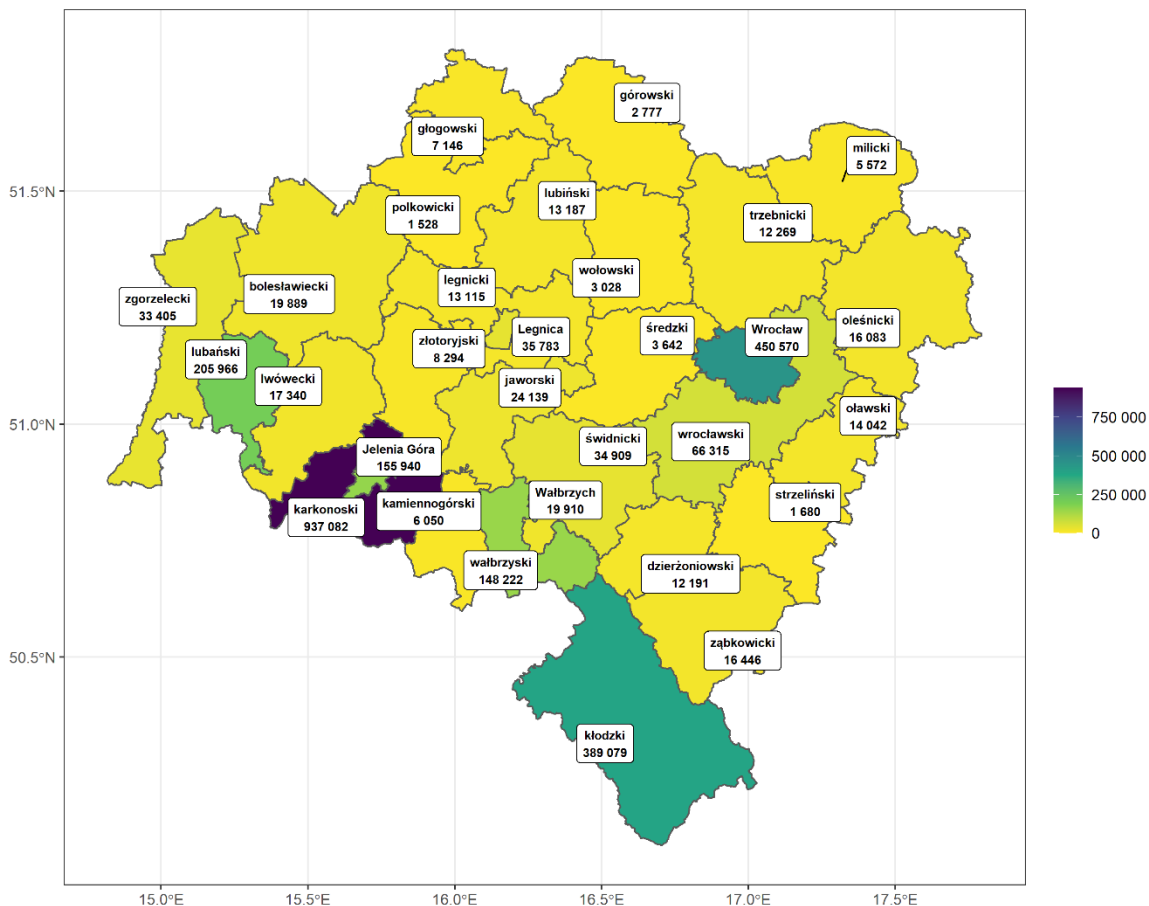 górowski
2 777
głogowski
7 146
milicki
5 572
51.5°N
polkowicki
1 528
lubiński
13 187
trzebnicki
12 269
zgorzelecki
33 405
bolesławiecki
19 889
legnicki
13 115
wołowski
3 028
lubański
205 966
złotoryjski
8 294
Legnica
35 783
średzki
3 642
Wrocław
450 570
oleśnicki
16 083
lwówecki
17 340
jaworski
24 139
51.0°N
oławski
14 042
Jelenia Góra
155 940
świdnicki
34 909
wrocławski
66 315
karkonoski
937 082
kamiennogórski
6 050
Wałbrzych
19 910
strzeliński
1 680
wałbrzyski
148 222
dzierżoniowski
12 191
50.5°N
ząbkowicki
16 446
kłodzki
389 079
15.0°E
15.5°E
16.0°E
16.5°E
17.0°E
17.5°E
750 000
500 000
250 000
0